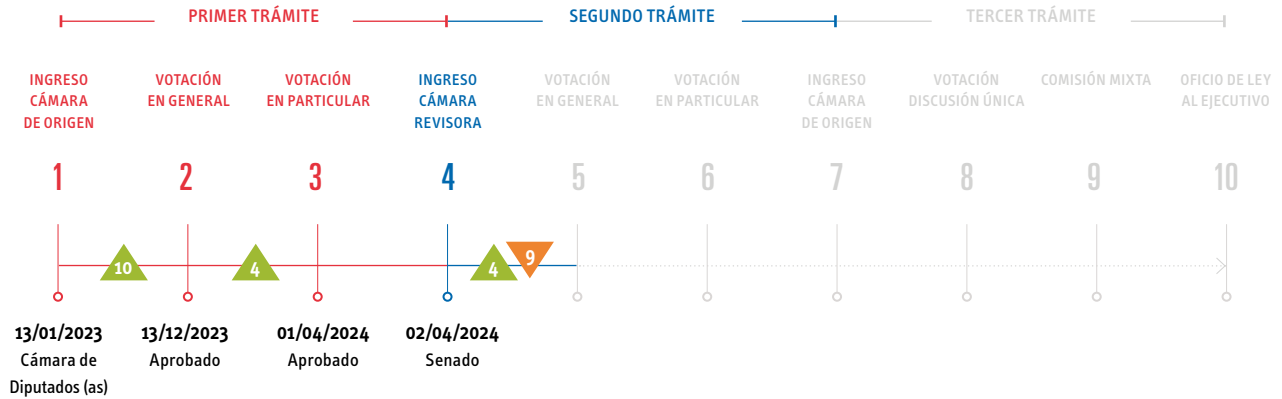 PRIMER TRÁMITE
SEGUNDO TRÁMITE
TERCER TRÁMITE
INGRESO
CÁMARA
DE ORIGEN
VOTACIÓN
EN GENERAL
VOTACIÓN
EN PARTICULAR
INGRESO
CÁMARA
REVISORA
VOTACIÓN
EN GENERAL
VOTACIÓN
EN PARTICULAR
INGRESO
CÁMARA
DE ORIGEN
VOTACIÓN
DISCUSIÓN ÚNICA
COMISIÓN MIXTA
OFICIO DE LEY
AL EJECUTIVO
1
2
3
4
5
6
7
8
9
10
10
4
4
9
13/01/2023
Cámara de
Diputados (as)
13/12/2023
Aprobado
01/04/2024
Aprobado
02/04/2024
Senado